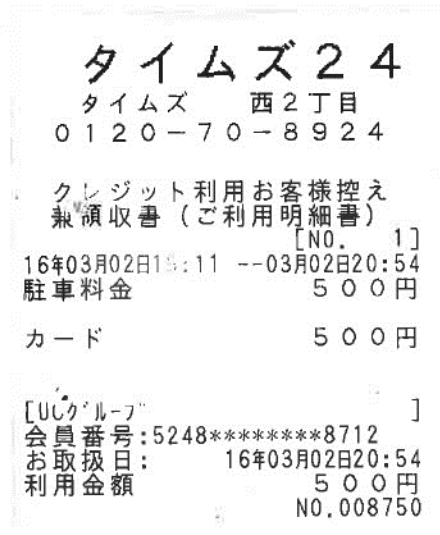 タイムズ24
タイムズ 西2丁目
0120-70-8924
クレジット利用お客様控え
兼領収書(ご利用明細書)
[NO. 1]
16年03月02日 --03月02日20:54
駐車料金 500円
カード 500円
[UCグループ ]
会員番号:5248********8712
お取扱日: 16年03月02日20:54
利用金額 500円
NO.008750